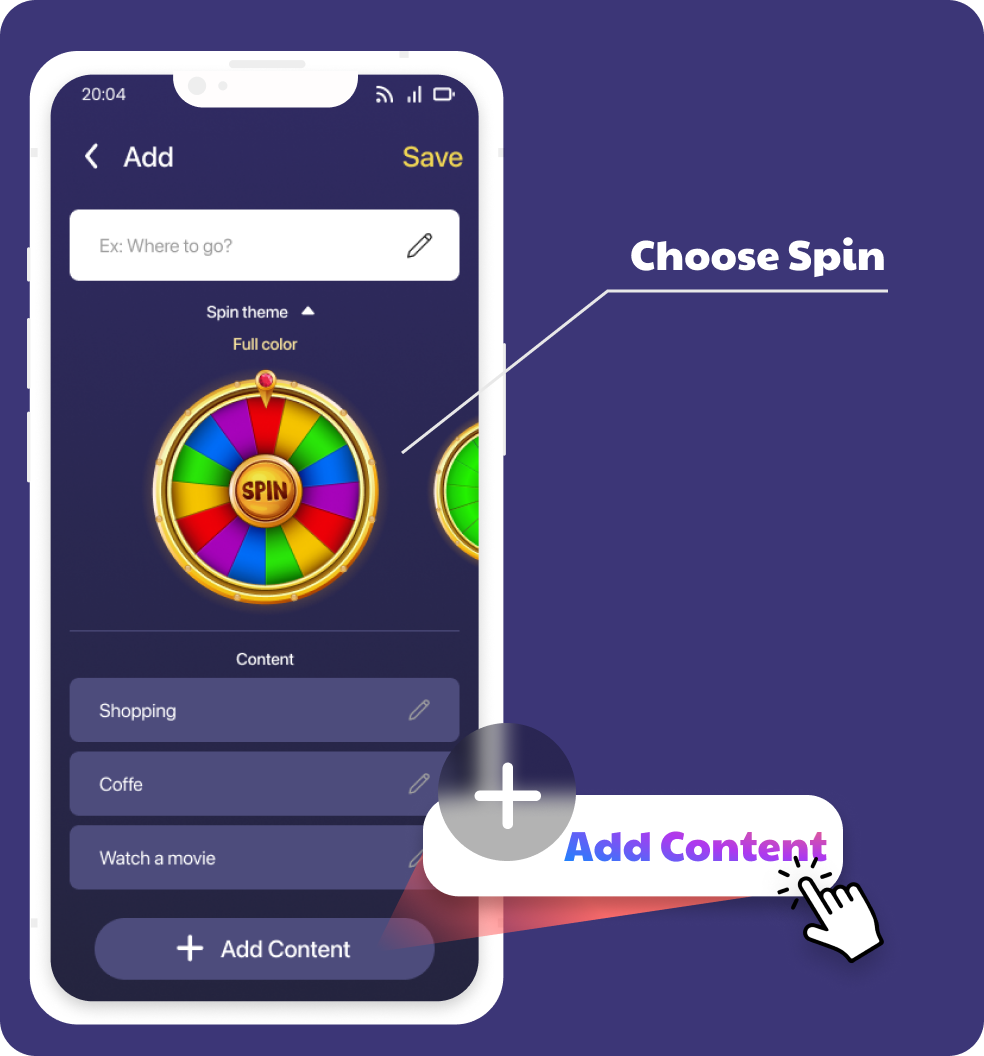 20:04
Add
Save
Ex: Where to go?
Choose Spin
Spin theme
Full color
SPIN
Content
Shopping
Coffe
Watch a movie
Add Content
Add Content